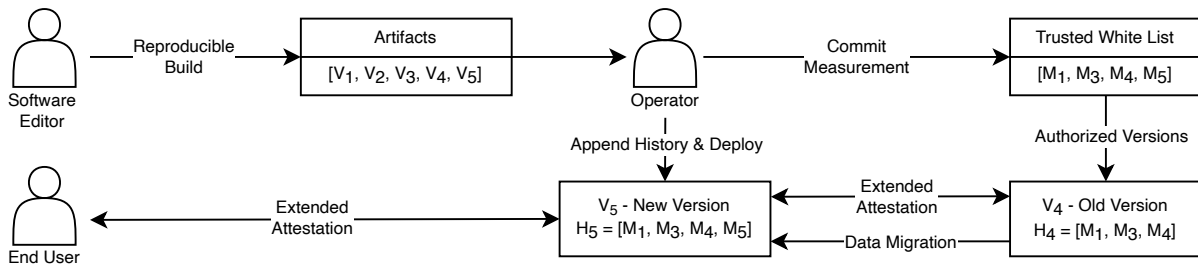 Software
Editor
Reproducible
Build
Artifacts
[V₁, V₂, V₃, V₄, V₅]
Operator
Commit
Measurement
Trusted White List
[M₁, M₃, M₄, M₅]
Append History & Deploy
Authorized Versions
End User
Extended
Attestation
V₅ - New Version
H₅ = [M₁, M₃, M₄, M₅]
Extended
Attestation
Data Migration
V₄ - Old Version
H₄ = [M₁, M₃, M₄]